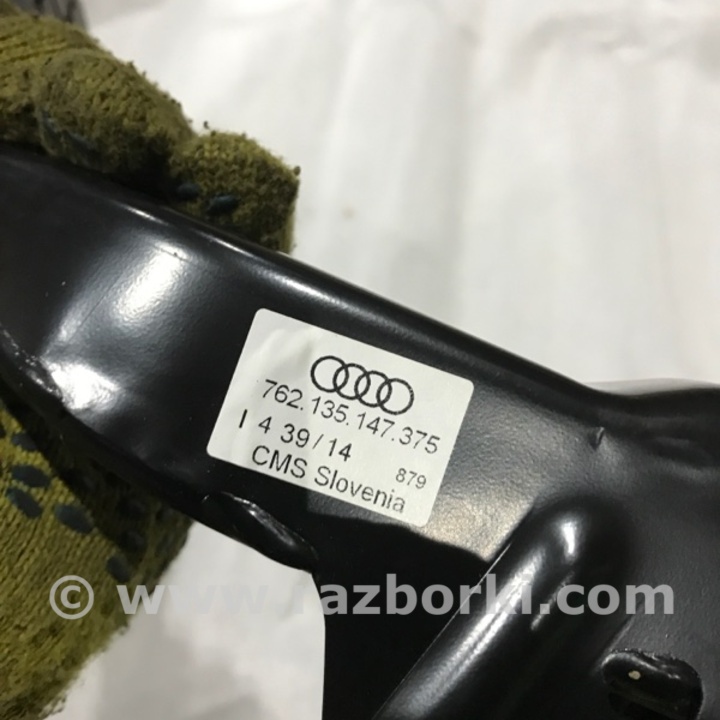 762.135.147.375
I 4 39/14
879
CMS Slovenia
© www.razborki.com